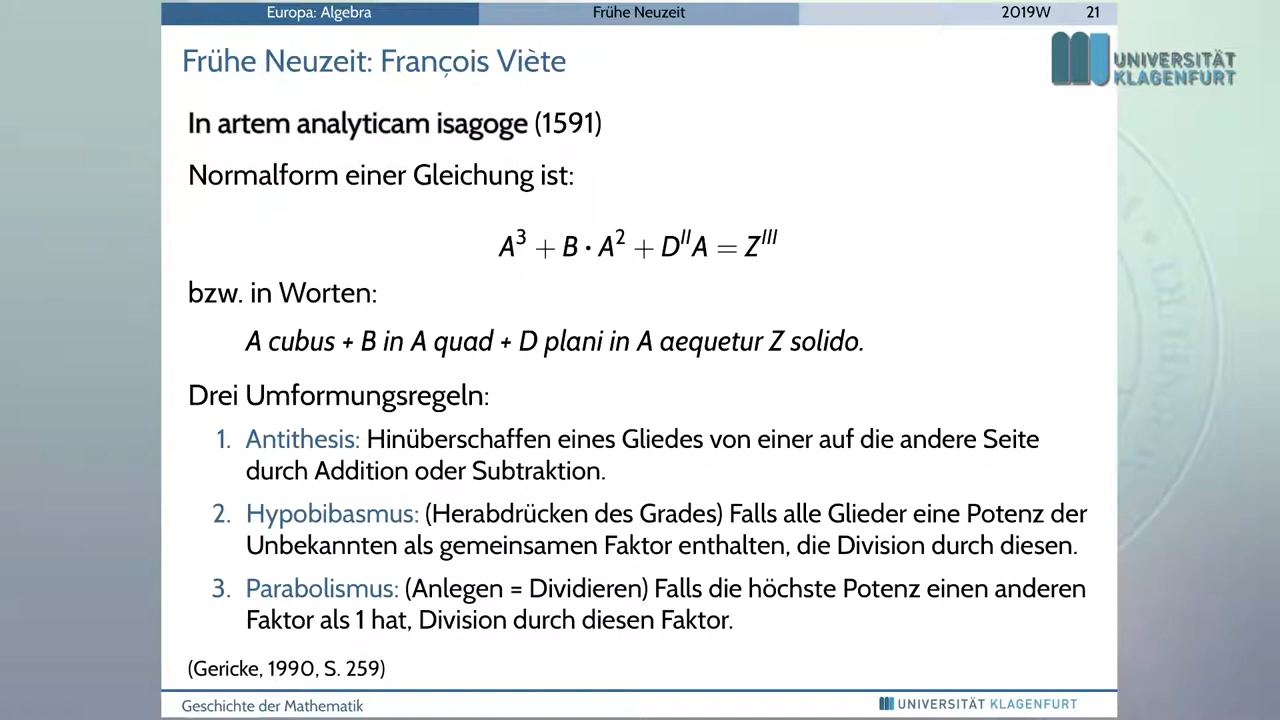 Europa: Algebra Frühe Neuzeit 2019W 21
Frühe Neuzeit: François Viète
UNIVERSITÄT
KLAGENFURT
In artem analyticam isagoge (1591)
Normalform einer Gleichung ist:
A³ + B · A² + Dᴵᴵ A = Zᴵᴵᴵ
bzw. in Worten:
A cubus + B in A quad + D plani in A aequetur Z solido.
Drei Umformungsregeln:
1. Antithesis: Hinüberschaffen eines Gliedes von einer auf die andere Seite
durch Addition oder Subtraktion.
2. Hypobibasmus: (Herabdrücken des Grades) Falls alle Glieder eine Potenz der
Unbekannten als gemeinsamen Faktor enthalten, die Division durch diesen.
3. Parabolismus: (Anlegen = Dividieren) Falls die höchste Potenz einen anderen
Faktor als 1 hat, Division durch diesen Faktor.
(Gericke, 1990, S. 259)
Geschichte der Mathematik UNIVERSITÄT KLAGENFURT